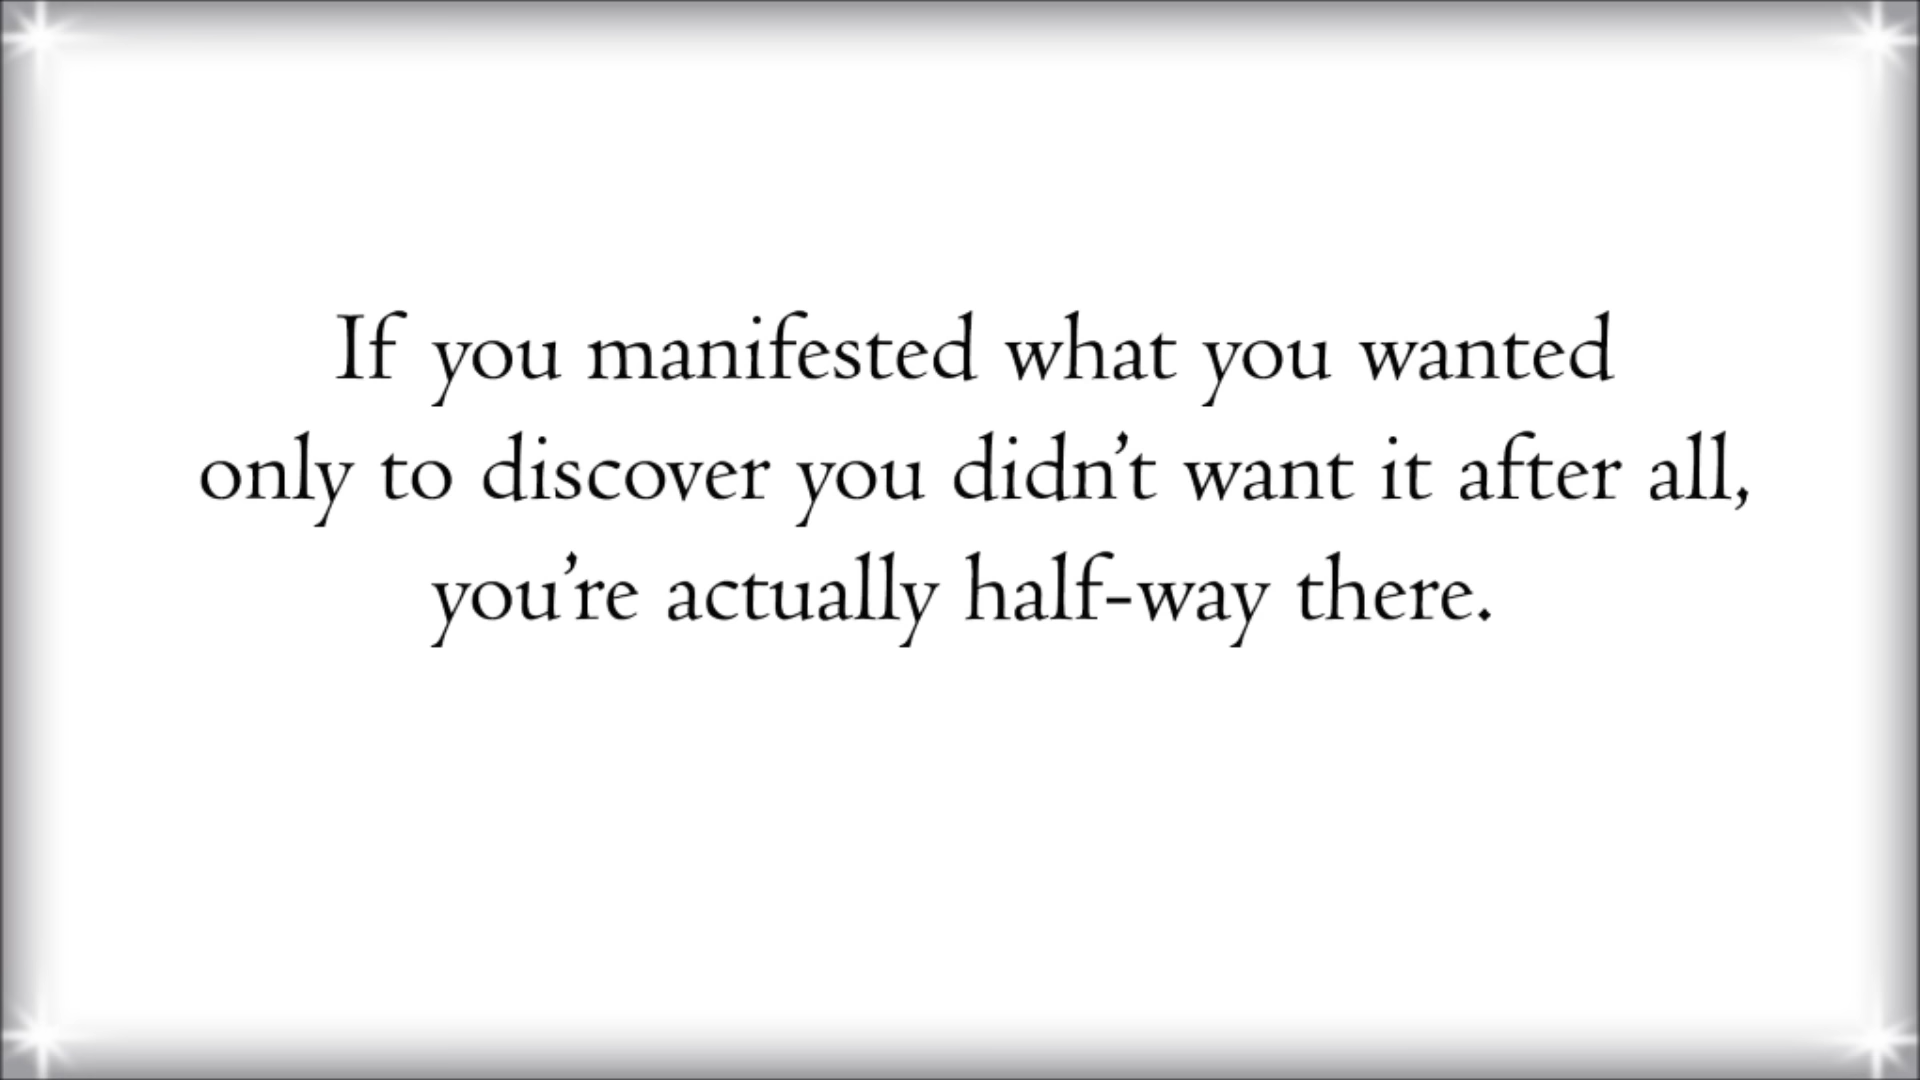 If you manifested what you wanted
only to discover you didn’t want it after all,
you’re actually half-way there.